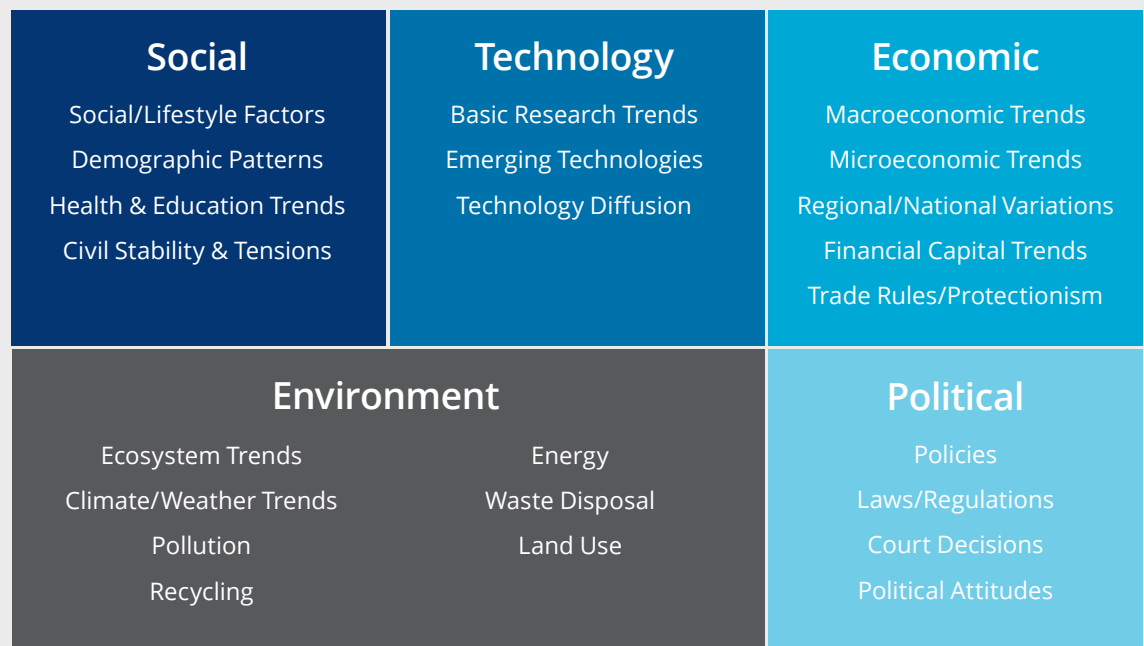 Social
Social/Lifestyle Factors
Demographic Patterns
Health & Education Trends
Civil Stability & Tensions
Technology
Basic Research Trends
Emerging Technologies
Technology Diffusion
Economic
Macroeconomic Trends
Microeconomic Trends
Regional/National Variations
Financial Capital Trends
Trade Rules/Protectionism
Environment
Ecosystem Trends
Climate/Weather Trends
Pollution
Recycling
Energy
Waste Disposal
Land Use
Political
Policies
Laws/Regulations
Court Decisions
Political Attitudes